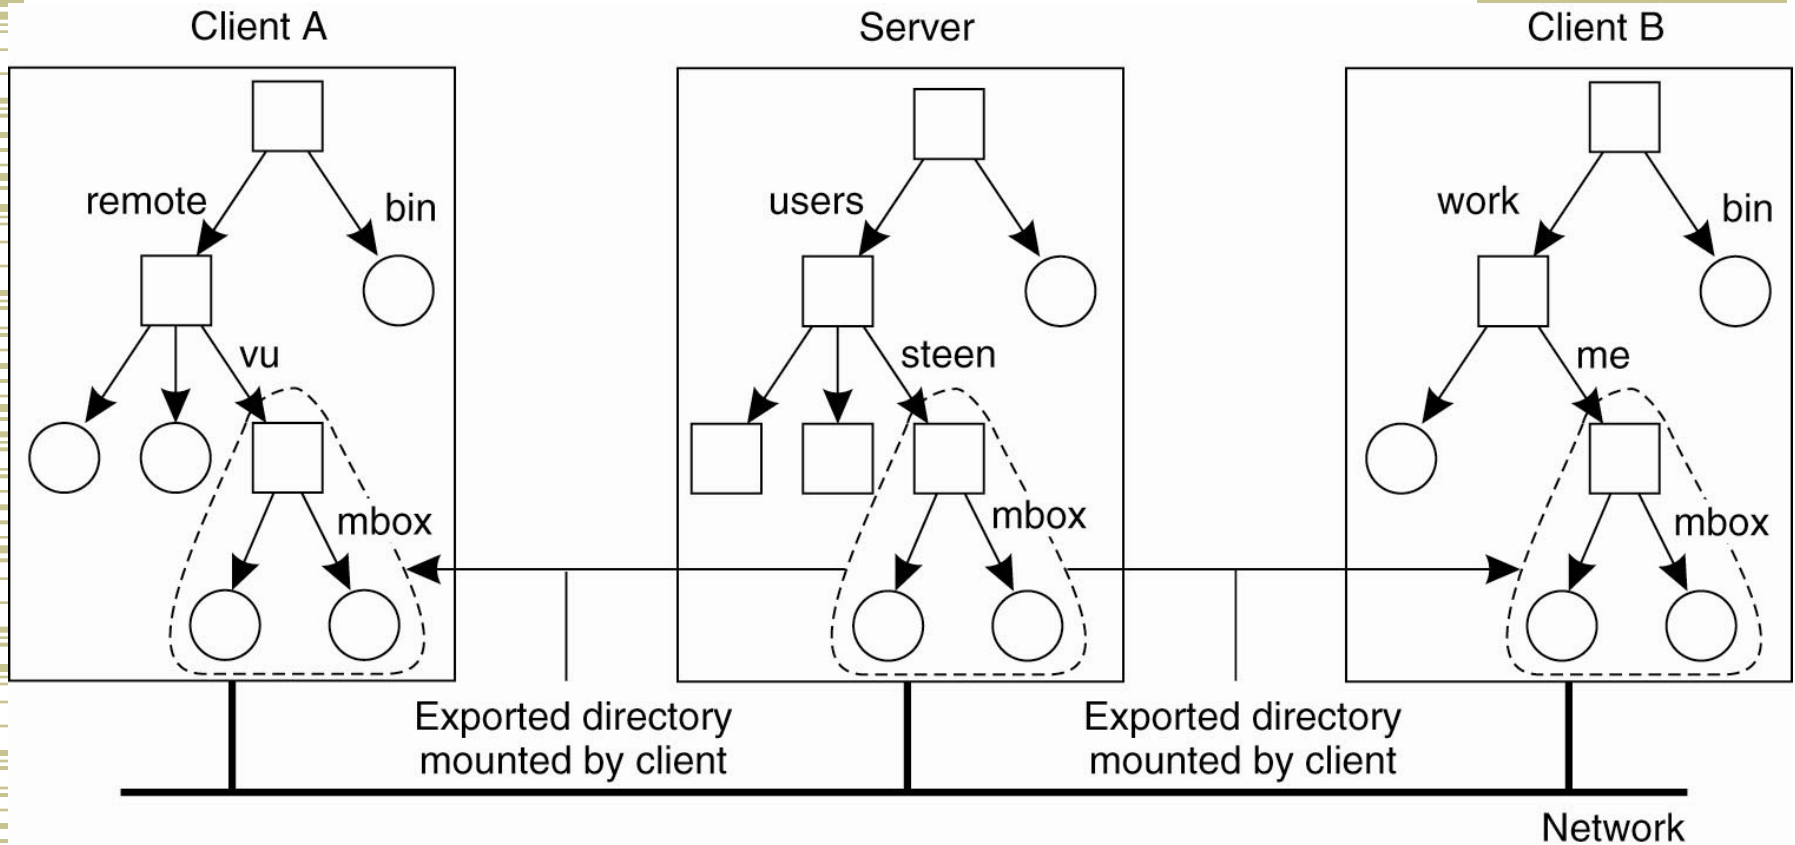 Client A
Server
Client B
remote
bin
users
work
bin
vu
steen
me
mbox
mbox
mbox
Exported directory
mounted by client
Exported directory
mounted by client
Network